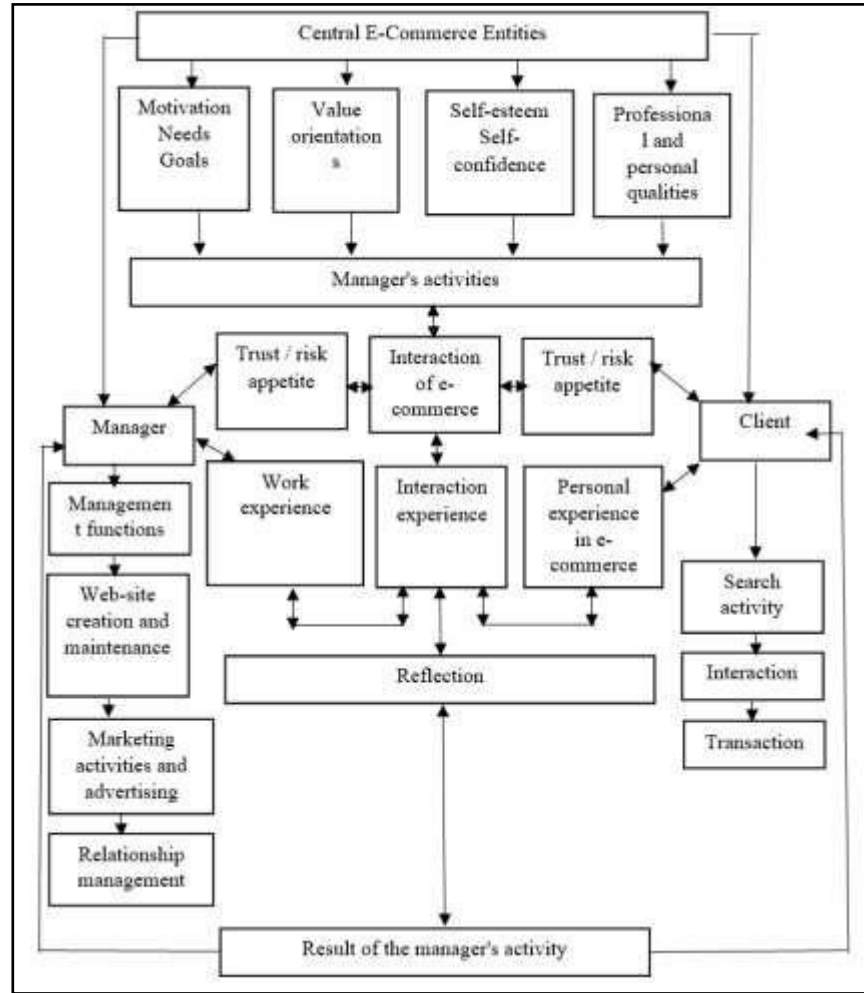 Central E-Commerce Entities
Motivation
Needs
Goals
Value
orientation
s
Self-esteem
Self-
confidence
Professiona
l and
personal
qualities
Manager's activities
Trust / risk
appetite
Interaction
of e-
commerce
Trust / risk
appetite
Manager
Client
Work
experience
Interaction
experience
Personal
experience
in e-
commerce
Managemen
t functions
Web-site
creation and
maintenance
Search
activity
Reflection
Interaction
Marketing
activities and
advertising
Transaction
Relationship
management
Result of the manager's activity